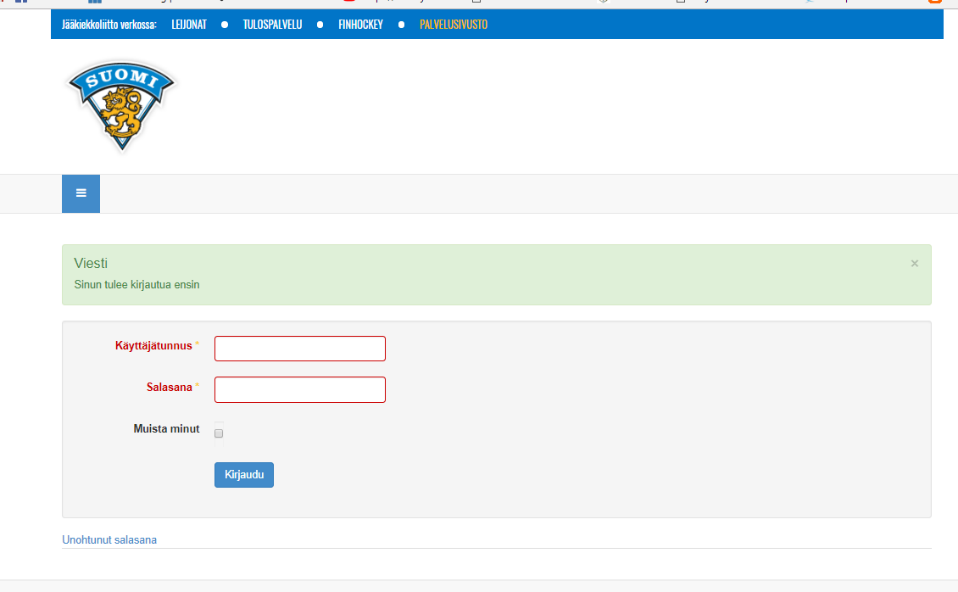 Jääkiekkoliitto verkossa: LEIJONAT • TULOSPALVELU • FINHOCKEY • PALVELUSIVUSTO
SUOMI
Viesti ×
Sinun tulee kirjautua ensin
Käyttäjätunnus *
Salasana *
Muista minut
Kirjaudu
Unohtunut salasana